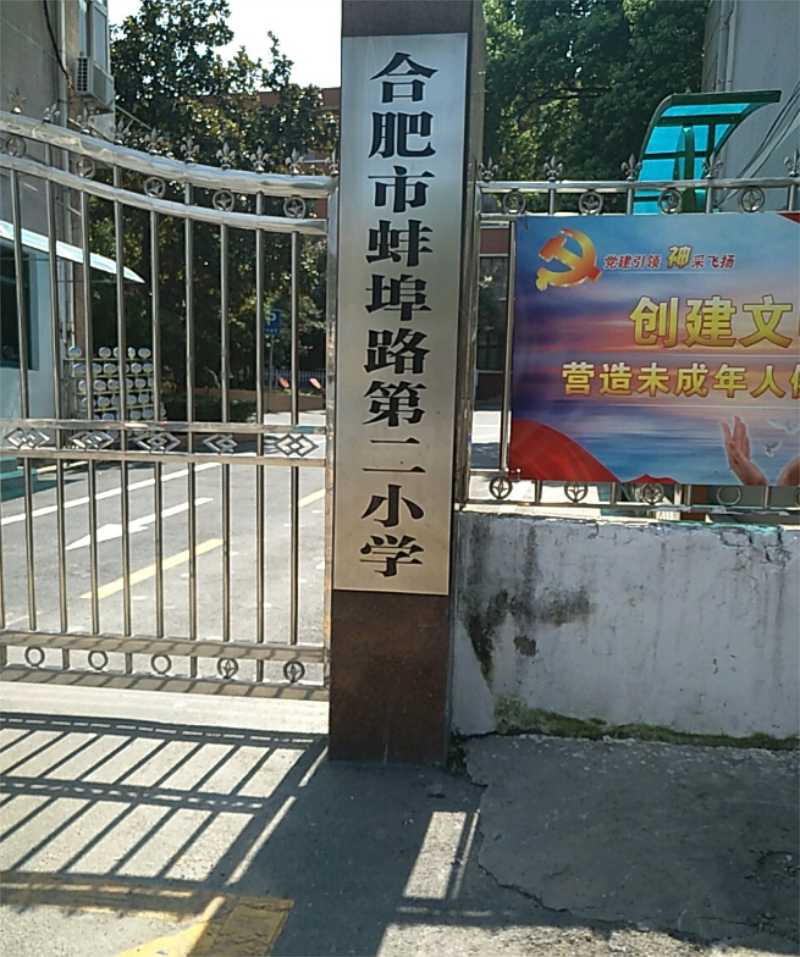 合肥市蚌埠路第二小学
党建引领 神采飞扬
创建文
营造未成年人
P